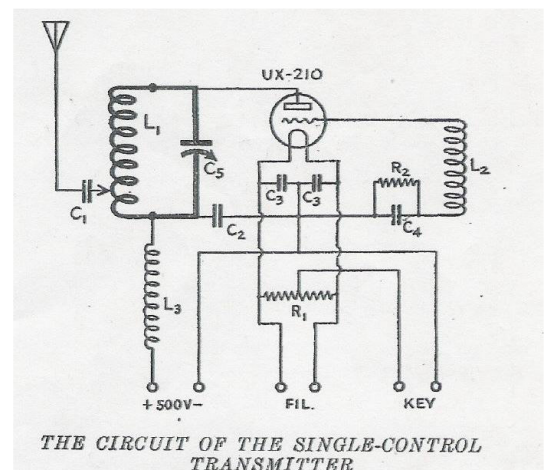 UX-210
L1
C5
R2
L2
C3
C3
C1
C4
C2
L3
R1
+500V-
FIL.
KEY
THE CIRCUIT OF THE SINGLE-CONTROL
TRANSMITTER